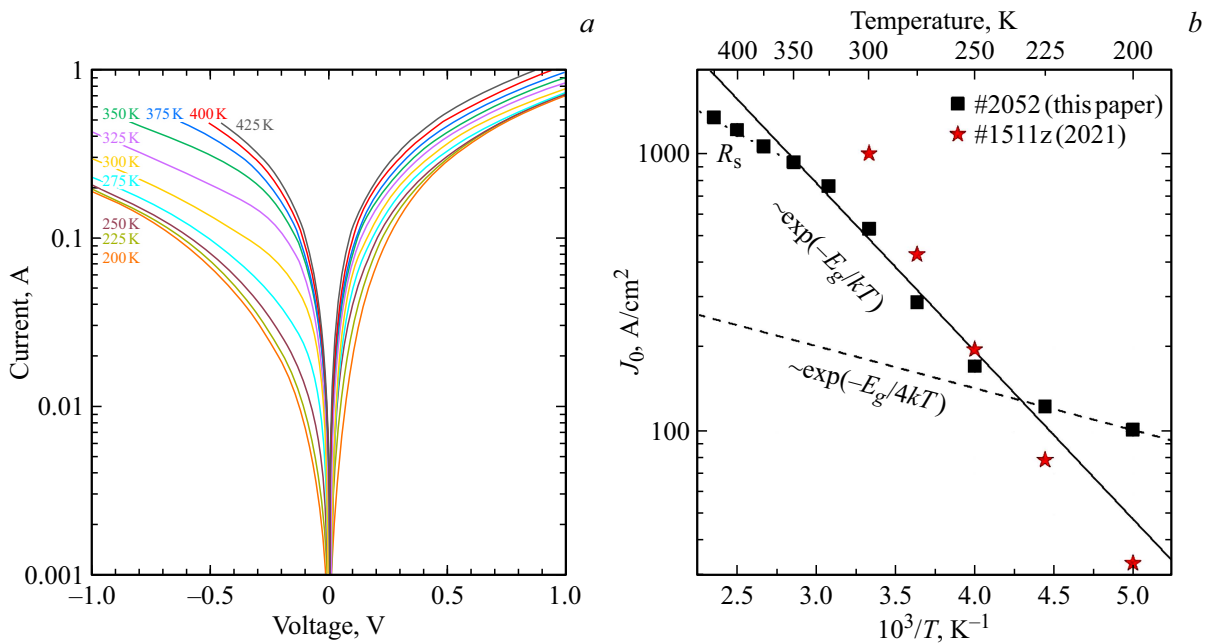 a
Current, A
1
0.1
0.01
0.001
350 K 375 K 400 K 425 K
325 K
300 K
275 K
250 K
225 K
200 K
–1.0 –0.5 0 0.5 1.0
Voltage, V
b
Temperature, K
400 350 300 250 225 200
J0, A/cm2
1000
100
#2052 (this paper)
#1511z (2021)
Rs
~exp(–Eg/kT)
~exp(–Eg/4kT)
2.5 3.0 3.5 4.0 4.5 5.0
10^3/T, K^–1